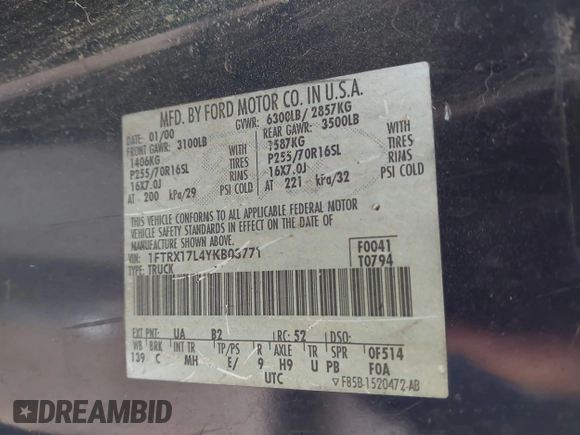 MFD. BY FORD MOTOR CO. IN U.S.A.
DATE: 01/00 GVWR: 6300LB/ 2857KG
FRONT GAWR: 3100LB REAR GAWR: 3500LB
1406KG WITH 1587KG WITH
P255/70R16SL TIRES P255/70R16SL TIRES
16X7.0J RIMS 16X7.0J RIMS
AT 200 kPa/29 PSI COLD AT 221 kPa/32 PSI COLD
THIS VEHICLE CONFORMS TO ALL APPLICABLE FEDERAL MOTOR
VEHICLE SAFETY STANDARDS IN EFFECT ON THE DATE OF
MANUFACTURE SHOWN ABOVE.
VIN: 1FTRX17L4YKB03771 F0041
TYPE: TRUCK T0794
EXT PNT: UA B2 RC: 52 DSO:
WB BRK INT TR TP/PS R AXLE TR SPR 0F514
139 C MH E/ 9 H9 U PB F0A
UTC ▽ F85B-1520472-AB
DREAMBID